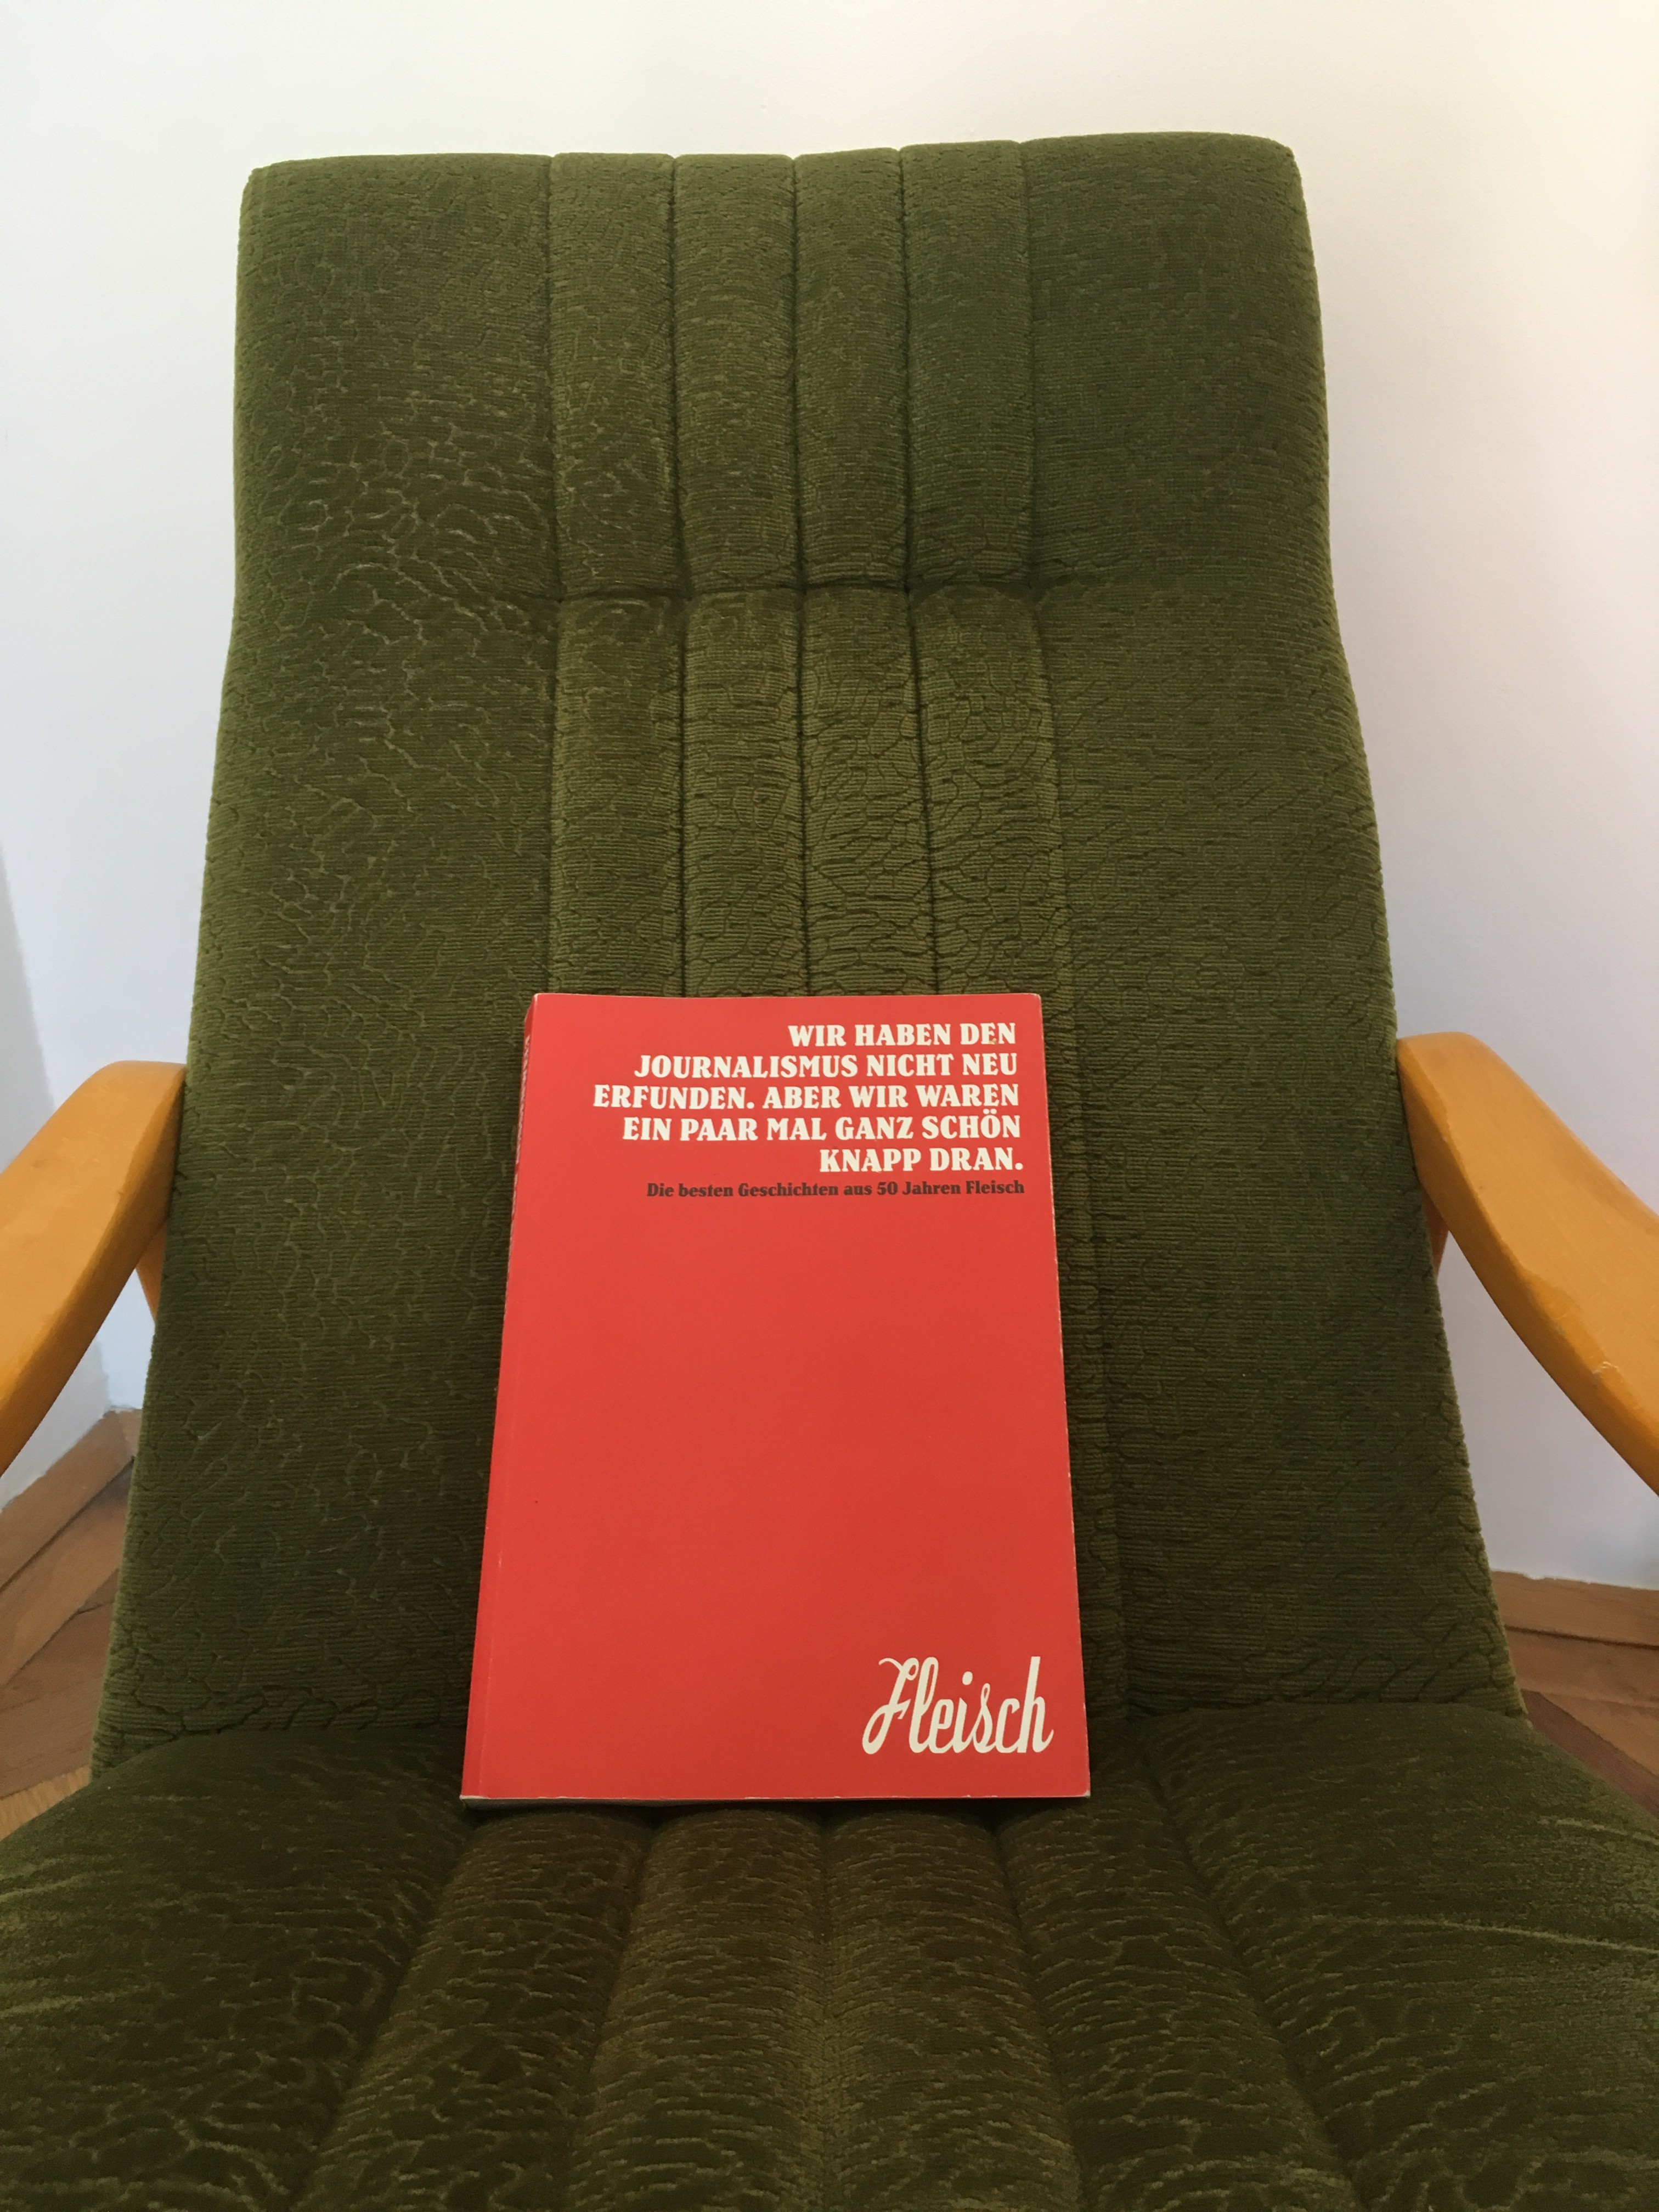 WIR HABEN DEN
JOURNALISMUS NICHT NEU
ERFUNDEN. ABER WIR WAREN
EIN PAAR MAL GANZ SCHÖN
KNAPP DRAN.
Die besten Geschichten aus 50 Jahren Fleisch
Fleisch